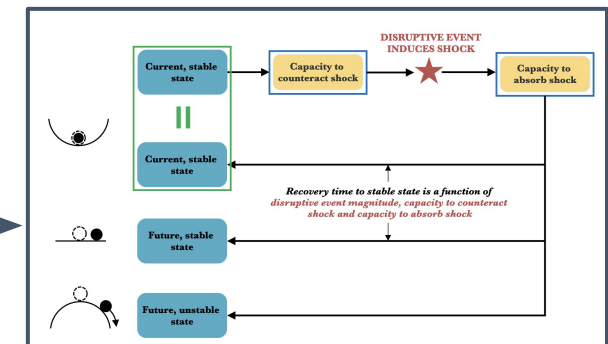 DISRUPTIVE EVENT
INDUCES SHOCK
Current, stable
state
Capacity to
counteract shock
Capacity to
absorb shock
Current, stable
state
Recovery time to stable state is a function of
disruptive event magnitude, capacity to counteract
shock and capacity to absorb shock
Future, stable
state
Future, unstable
state